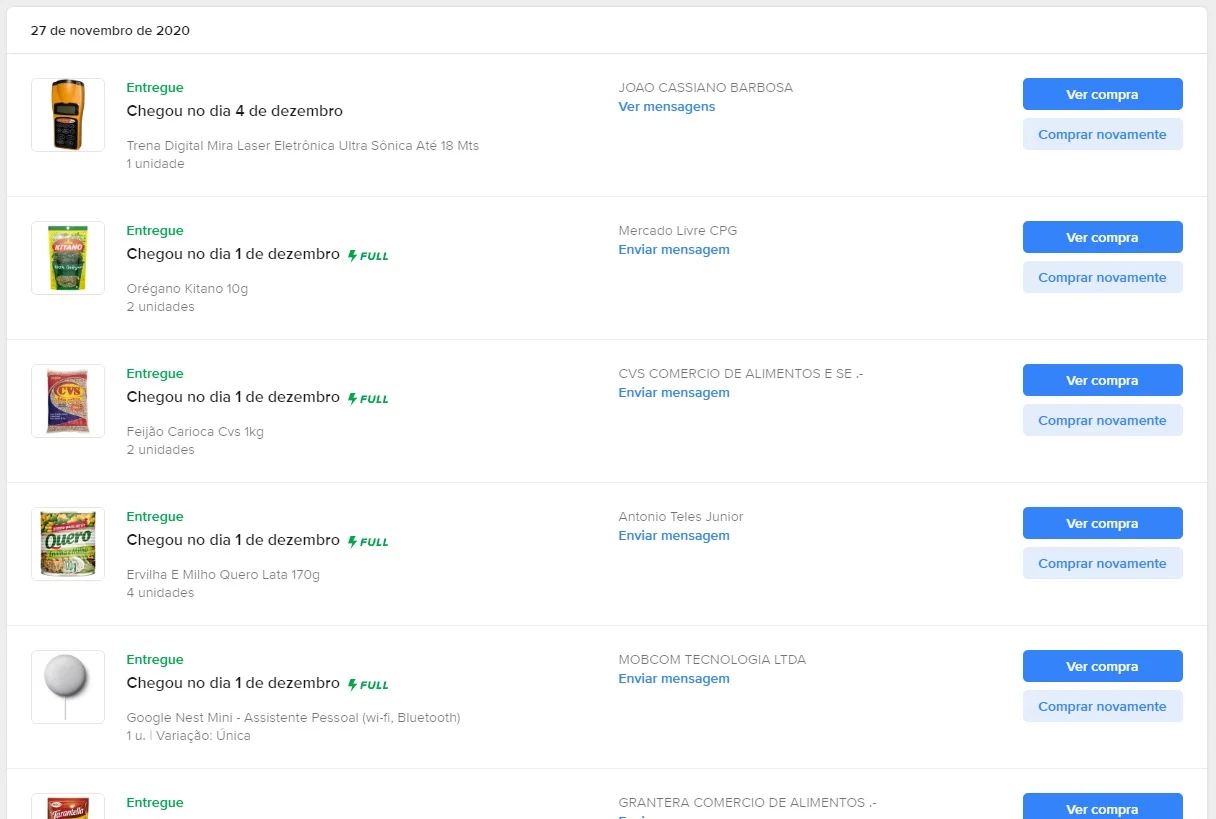 27 de novembro de 2020
Entregue
Chegou no dia 4 de dezembro
Trena Digital Mira Laser Eletrônica Ultra Sônica Até 18 Mts
1 unidade
JOAO CASSIANO BARBOSA
Ver mensagens
Ver compra
Comprar novamente
KITANO
Entregue
Chegou no dia 1 de dezembro FULL
Orégano Kitano 10g
2 unidades
Mercado Livre CPG
Enviar mensagem
Ver compra
Comprar novamente
CVS
Entregue
Chegou no dia 1 de dezembro FULL
Feijão Carioca Cvs 1kg
2 unidades
CVS COMERCIO DE ALIMENTOS E SE .-
Enviar mensagem
Ver compra
Comprar novamente
Quero
Entregue
Chegou no dia 1 de dezembro FULL
Ervilha E Milho Quero Lata 170g
4 unidades
Antonio Teles Junior
Enviar mensagem
Ver compra
Comprar novamente
Entregue
Chegou no dia 1 de dezembro FULL
Google Nest Mini - Assistente Pessoal (wi-fi, Bluetooth)
1 u. | Variação: Única
MOBCOM TECNOLOGIA LTDA
Enviar mensagem
Ver compra
Comprar novamente
Tarantella
Entregue
GRANTERA COMERCIO DE ALIMENTOS .-
Ver compra